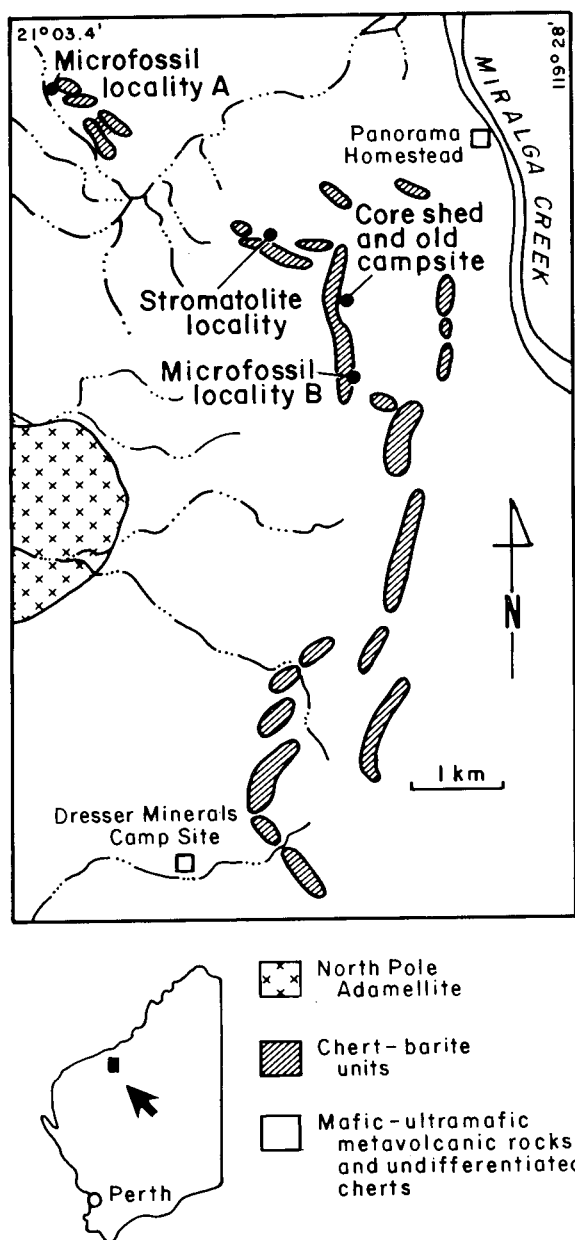 21° 03.4'
119° 28'
Microfossil
locality A
MIRALGA CREEK
Panorama
Homestead
Core shed
and old
campsite
Stromatolite
locality
Microfossil
locality B
N
1 km
Dresser Minerals
Camp Site
North Pole
Adamellite
Chert-barite
units
Mafic-ultramafic
metavolcanic rocks
and undifferentiated
cherts
Perth